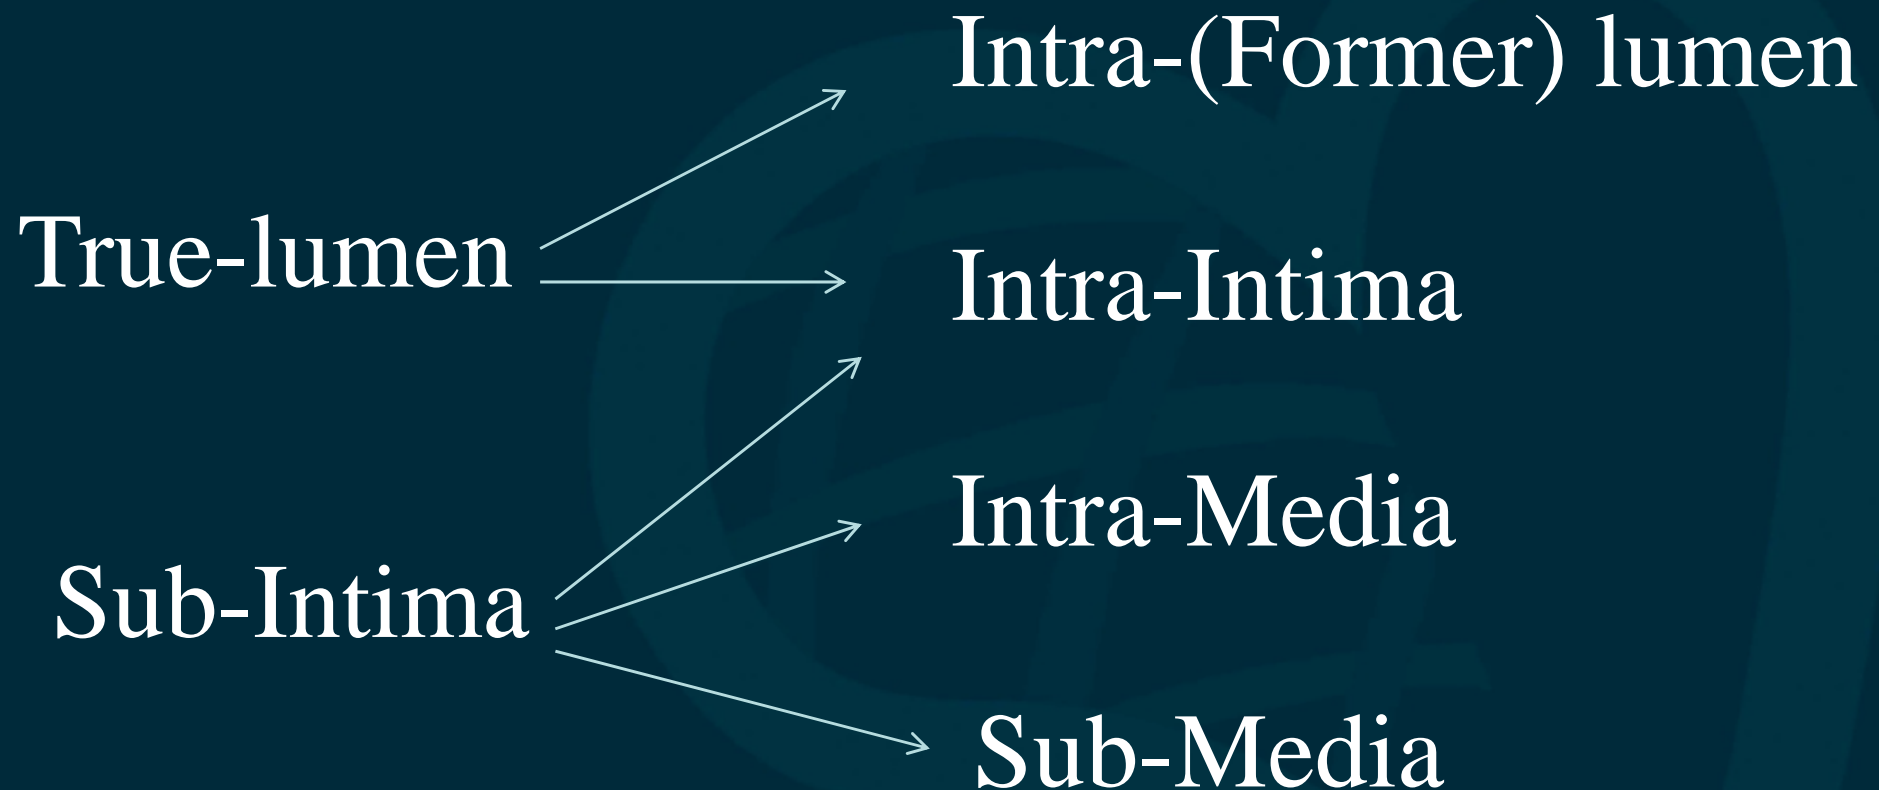 Intra-(Former) lumen
True-lumen
Intra-Intima
Intra-Media
Sub-Intima
Sub-Media